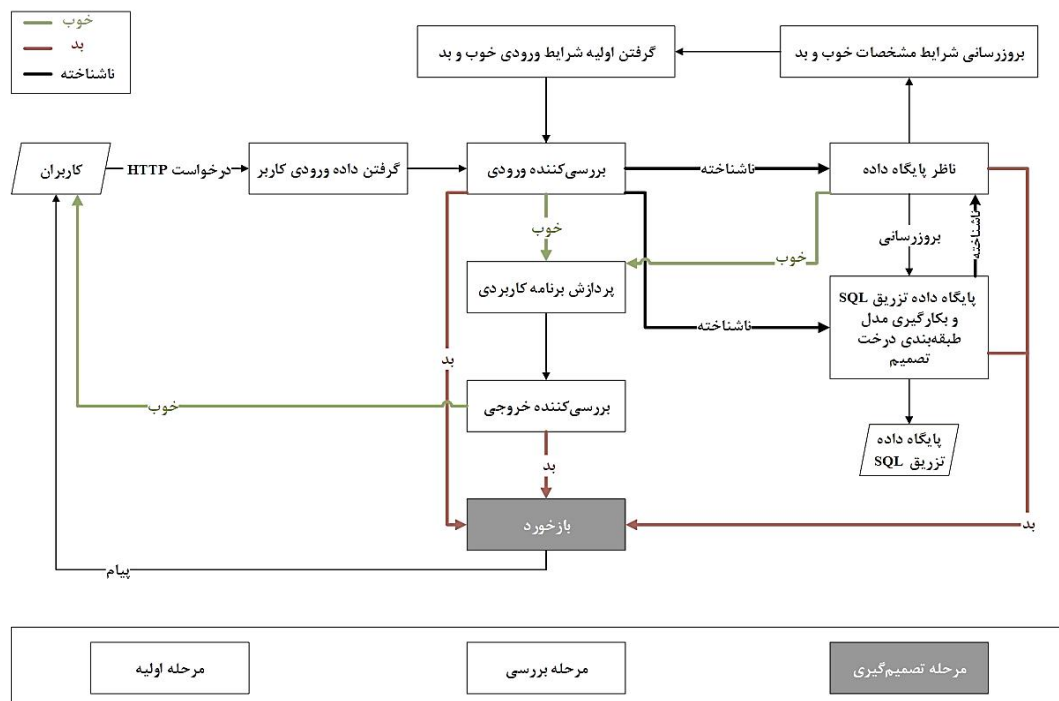 خوب
بد
ناشناخته
گرفتن اولیه شرایط ورودی خوب و بد
بروزرسانی شرایط مشخصات خوب و بد
کاربران
درخواست HTTP
گرفتن داده ورودی کاربر
بررسی‌کننده ورودی
ناشناخته
ناظر پایگاه داده
خوب
بروزرسانی
ناشناخته
خوب
پردازش برنامه کاربردی
پایگاه داده تزریق SQL
و بکارگیری مدل
طبقه‌بندی درخت
تصمیم
ناشناخته
بد
بررسی‌کننده خروجی
خوب
پایگاه داده
تزریق SQL
بد
بازخورد
بد
پیام
مرحله اولیه
مرحله بررسی
مرحله تصمیم‌گیری